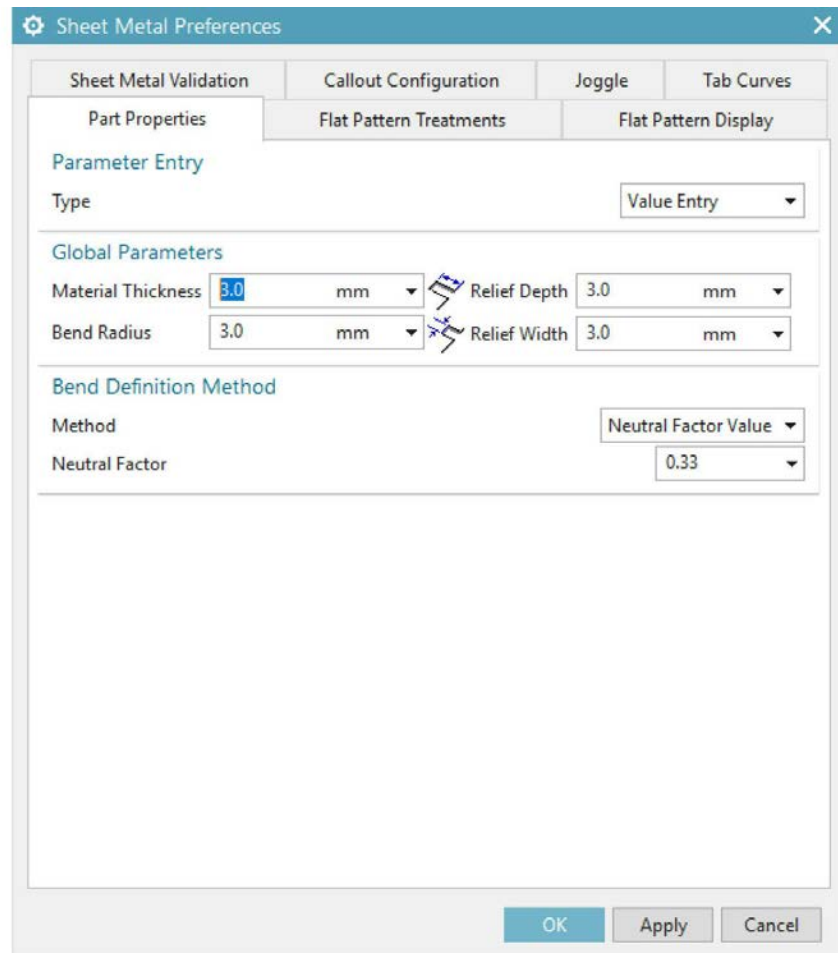 Sheet Metal Preferences
Sheet Metal Validation Callout Configuration Joggle Tab Curves
Part Properties Flat Pattern Treatments Flat Pattern Display
Parameter Entry
Type Value Entry
Global Parameters
Material Thickness 3.0 mm Relief Depth 3.0 mm
Bend Radius 3.0 mm Relief Width 3.0 mm
Bend Definition Method
Method Neutral Factor Value
Neutral Factor 0.33
OK Apply Cancel